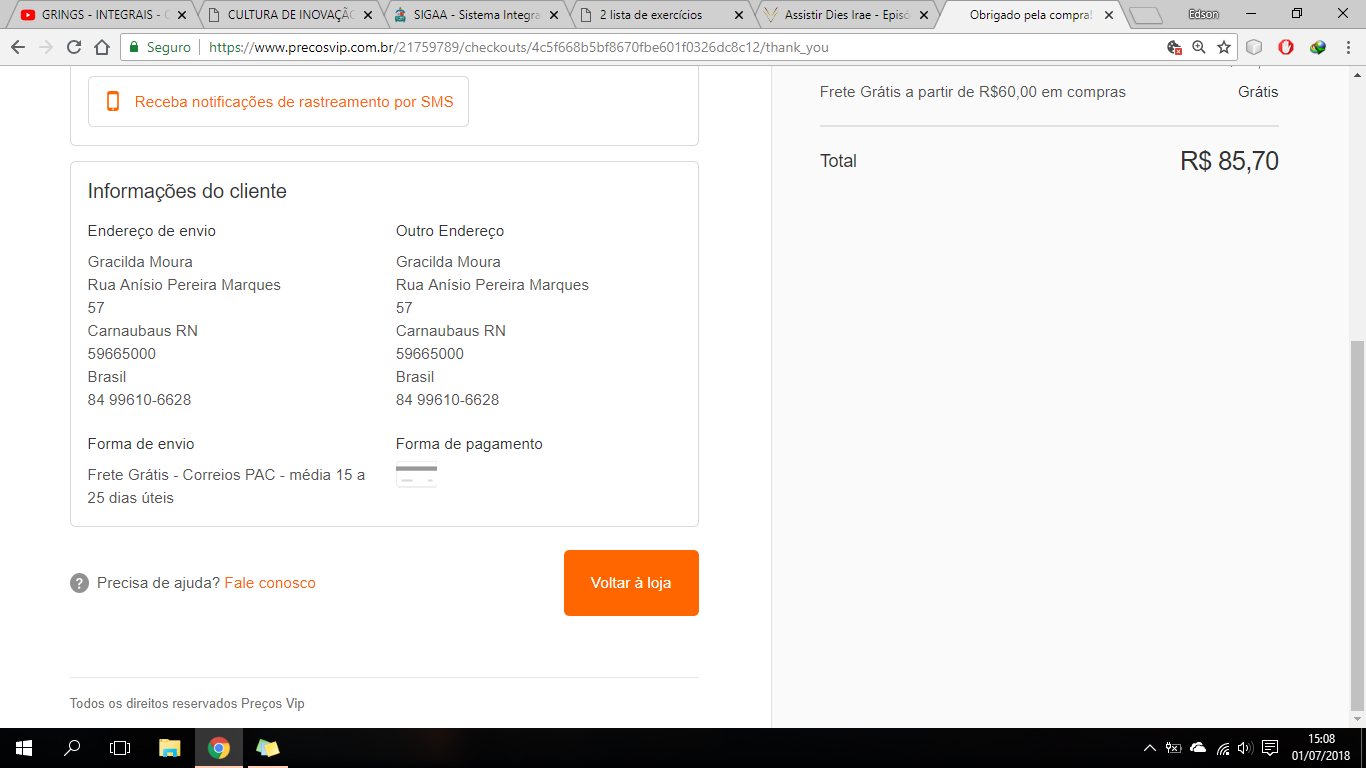 GRINGS - INTEGRAIS -
CULTURA DE INOVAÇÃO
SIGAA - Sistema Integra
2 lista de exercícios
Assistir Dies Irae - Episó
Obrigado pela compra!
Edson
Seguro
https://www.precosvip.com.br/21759789/checkouts/4c5f668b5bf8670fbe601f0326dc8c12/thank_you
Receba notificações de rastreamento por SMS
Frete Grátis a partir de R$60,00 em compras
Grátis
Total
R$ 85,70
Informações do cliente
Endereço de envio
Gracilda Moura
Rua Anísio Pereira Marques
57
Carnaubaus RN
59665000
Brasil
84 99610-6628
Outro Endereço
Gracilda Moura
Rua Anísio Pereira Marques
57
Carnaubaus RN
59665000
Brasil
84 99610-6628
Forma de envio
Frete Grátis - Correios PAC - média 15 a
25 dias úteis
Forma de pagamento
Precisa de ajuda? Fale conosco
Voltar à loja
Todos os direitos reservados Preços Vip
15:08
01/07/2018